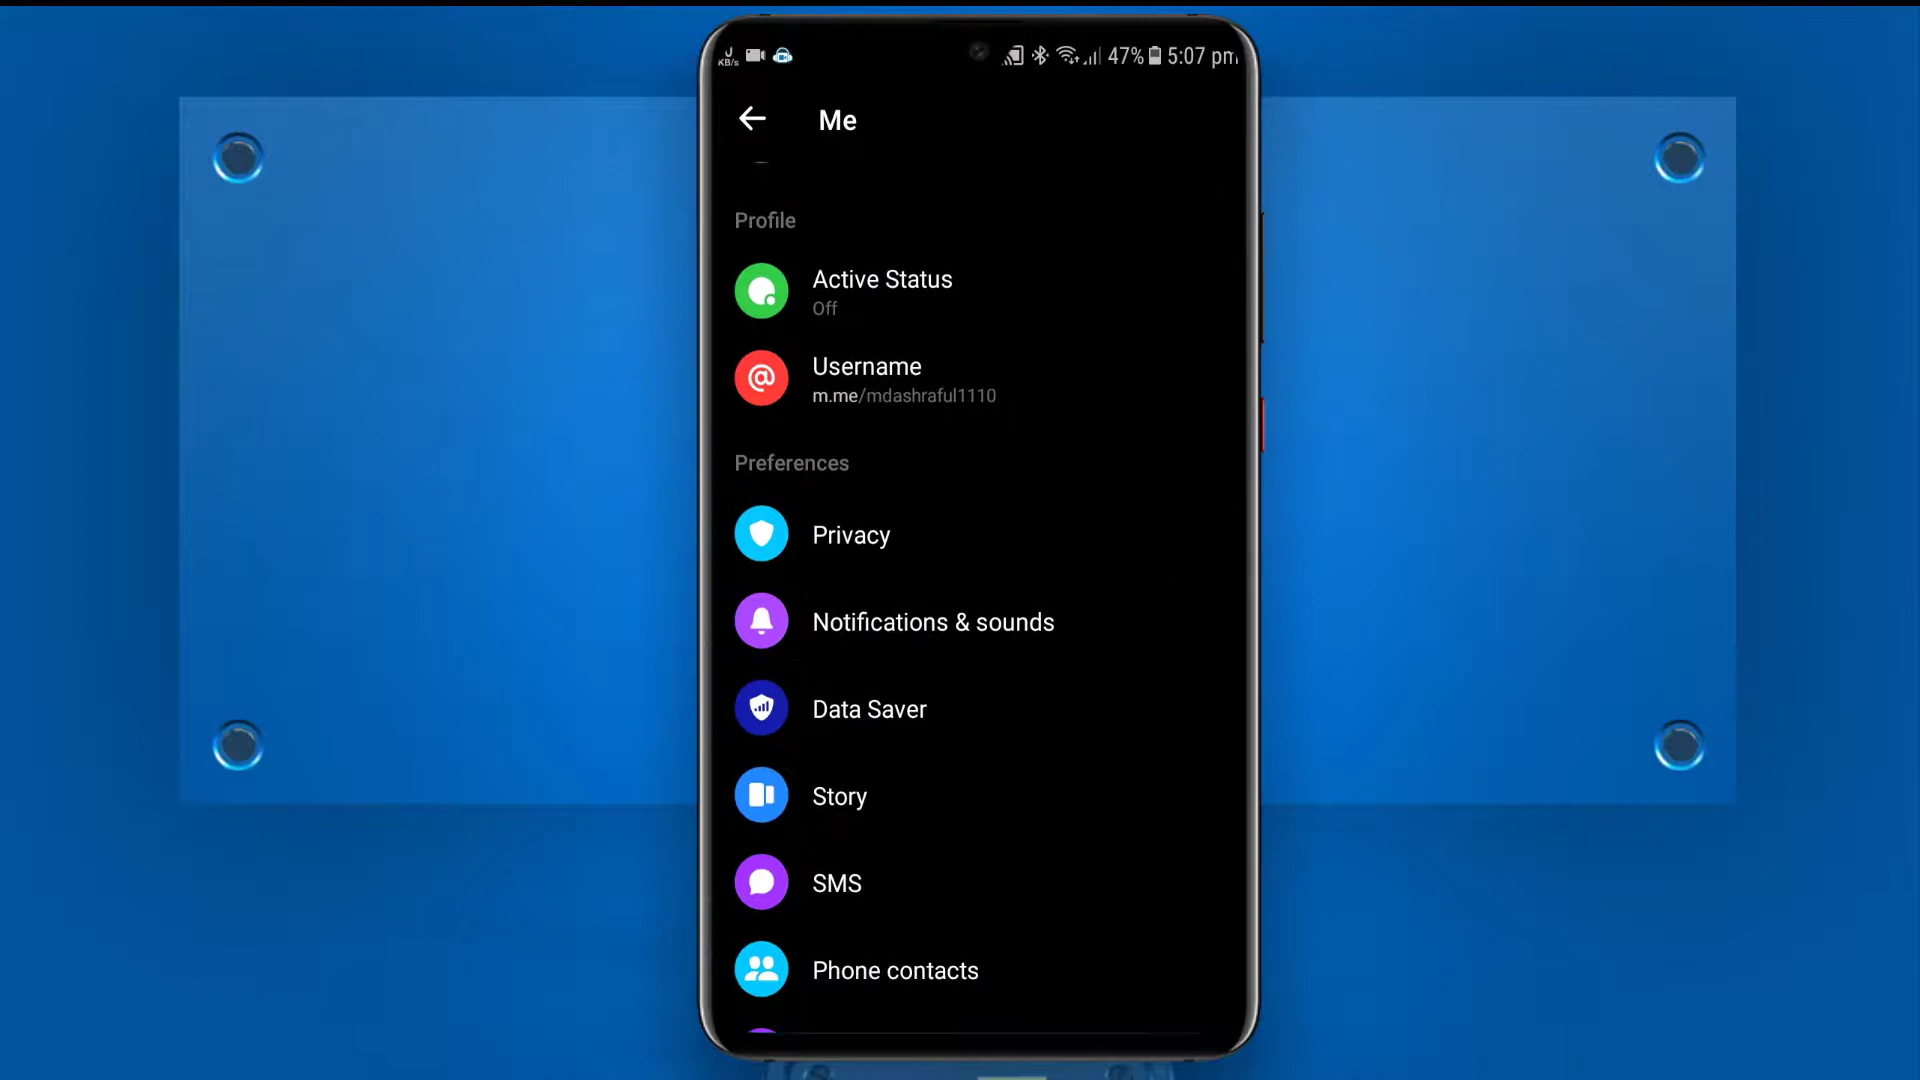 KB/s
47%
5:07 pm
Me
Profile
Active Status
Off
Username
m.me/mdashraful1110
Preferences
Privacy
Notifications & sounds
Data Saver
Story
SMS
Phone contacts